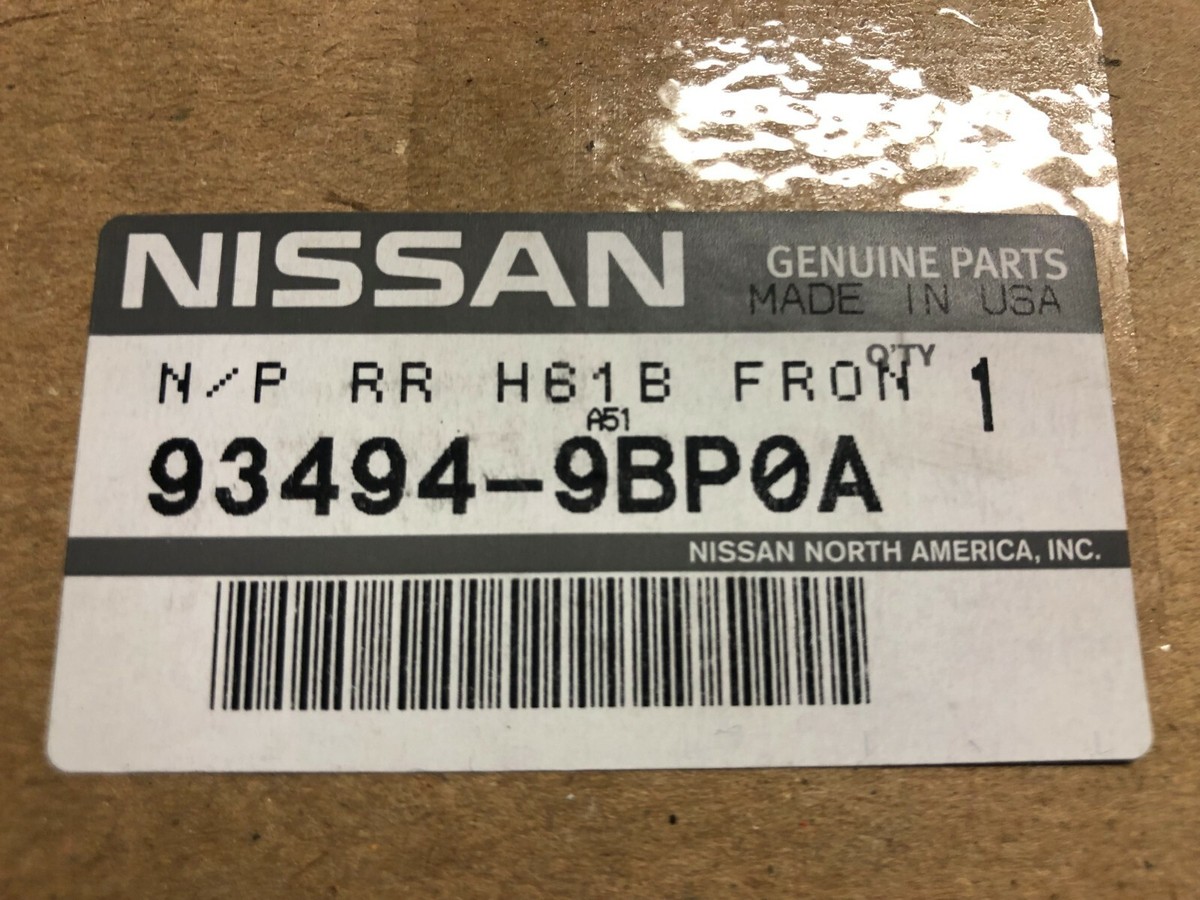 NISSAN
GENUINE PARTS
MADE IN USA
N/P RR H61B FRON
Q'TY 1
A51
93494-9BP0A
NISSAN NORTH AMERICA, INC.